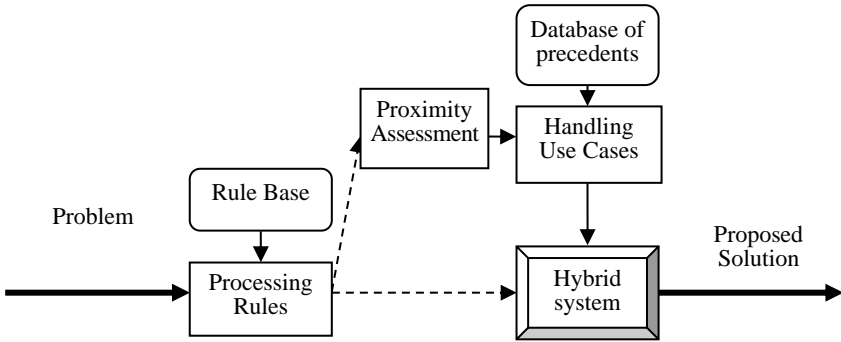 Database of
precedents
Proximity
Assessment
Handling
Use Cases
Rule Base
Problem
Processing
Rules
Hybrid
system
Proposed
Solution